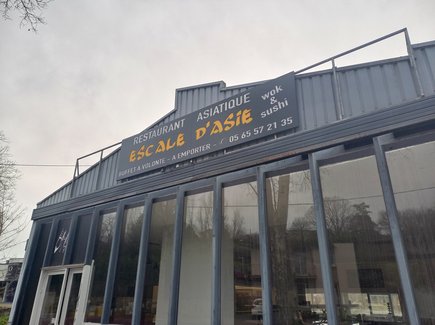 RESTAURANT ASIATIQUE
ESCALE D'ASIE
wok
&
sushi
BUFFET A VOLONTE - A EMPORTER - / 05 65 57 21 35